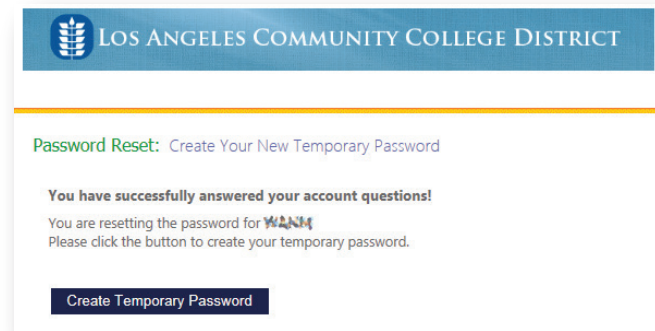 LOS ANGELES COMMUNITY COLLEGE DISTRICT
Password Reset: Create Your New Temporary Password
You have successfully answered your account questions!
You are resetting the password for
Please click the button to create your temporary password.
Create Temporary Password